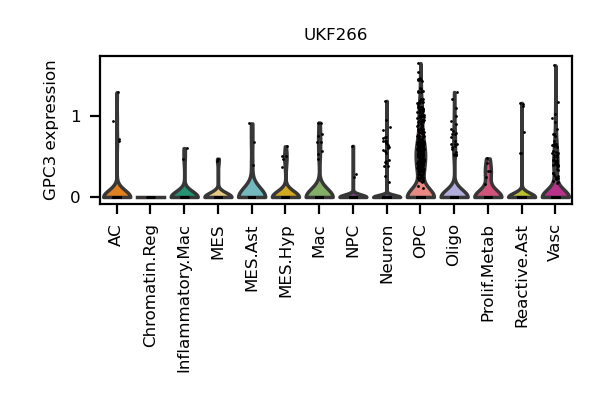 UKF266
GPC3 expression
1
0
AC
Chromatin.Reg
Inflammatory.Mac
MES
MES.Ast
MES.Hyp
Mac
NPC
Neuron
OPC
Oligo
Prolif.Metab
Reactive.Ast
Vasc